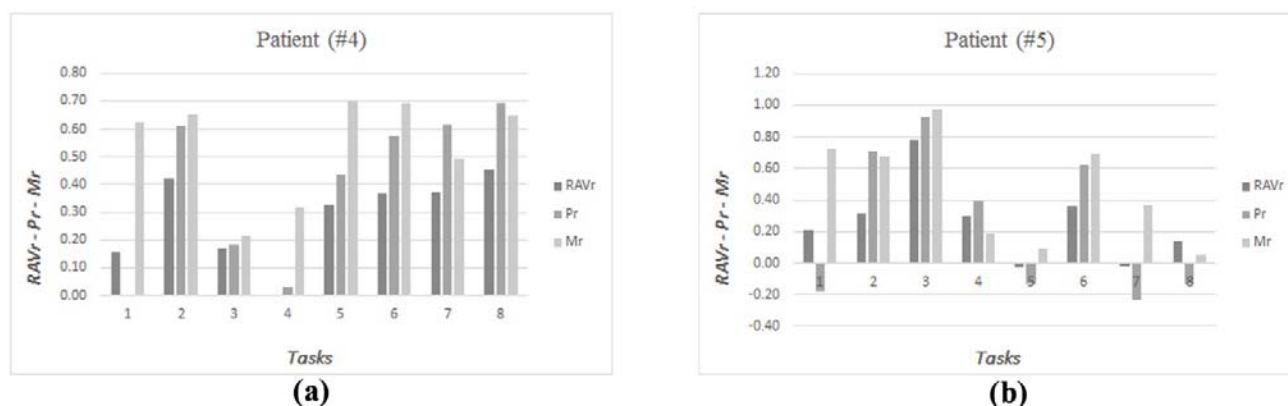 Patient (#4)
0.80
0.70
0.60
0.50
0.40
0.30
0.20
0.10
0.00
RAVr - Pr - Mr
1 2 3 4 5 6 7 8
Tasks
RAVr
Pr
Mr
(a)
Patient (#5)
1.20
1.00
0.80
0.60
0.40
0.20
0.00
-0.20
-0.40
RAVr - Pr - Mr
1 2 3 4 5 6 7 8
Tasks
RAVr
Pr
Mr
(b)